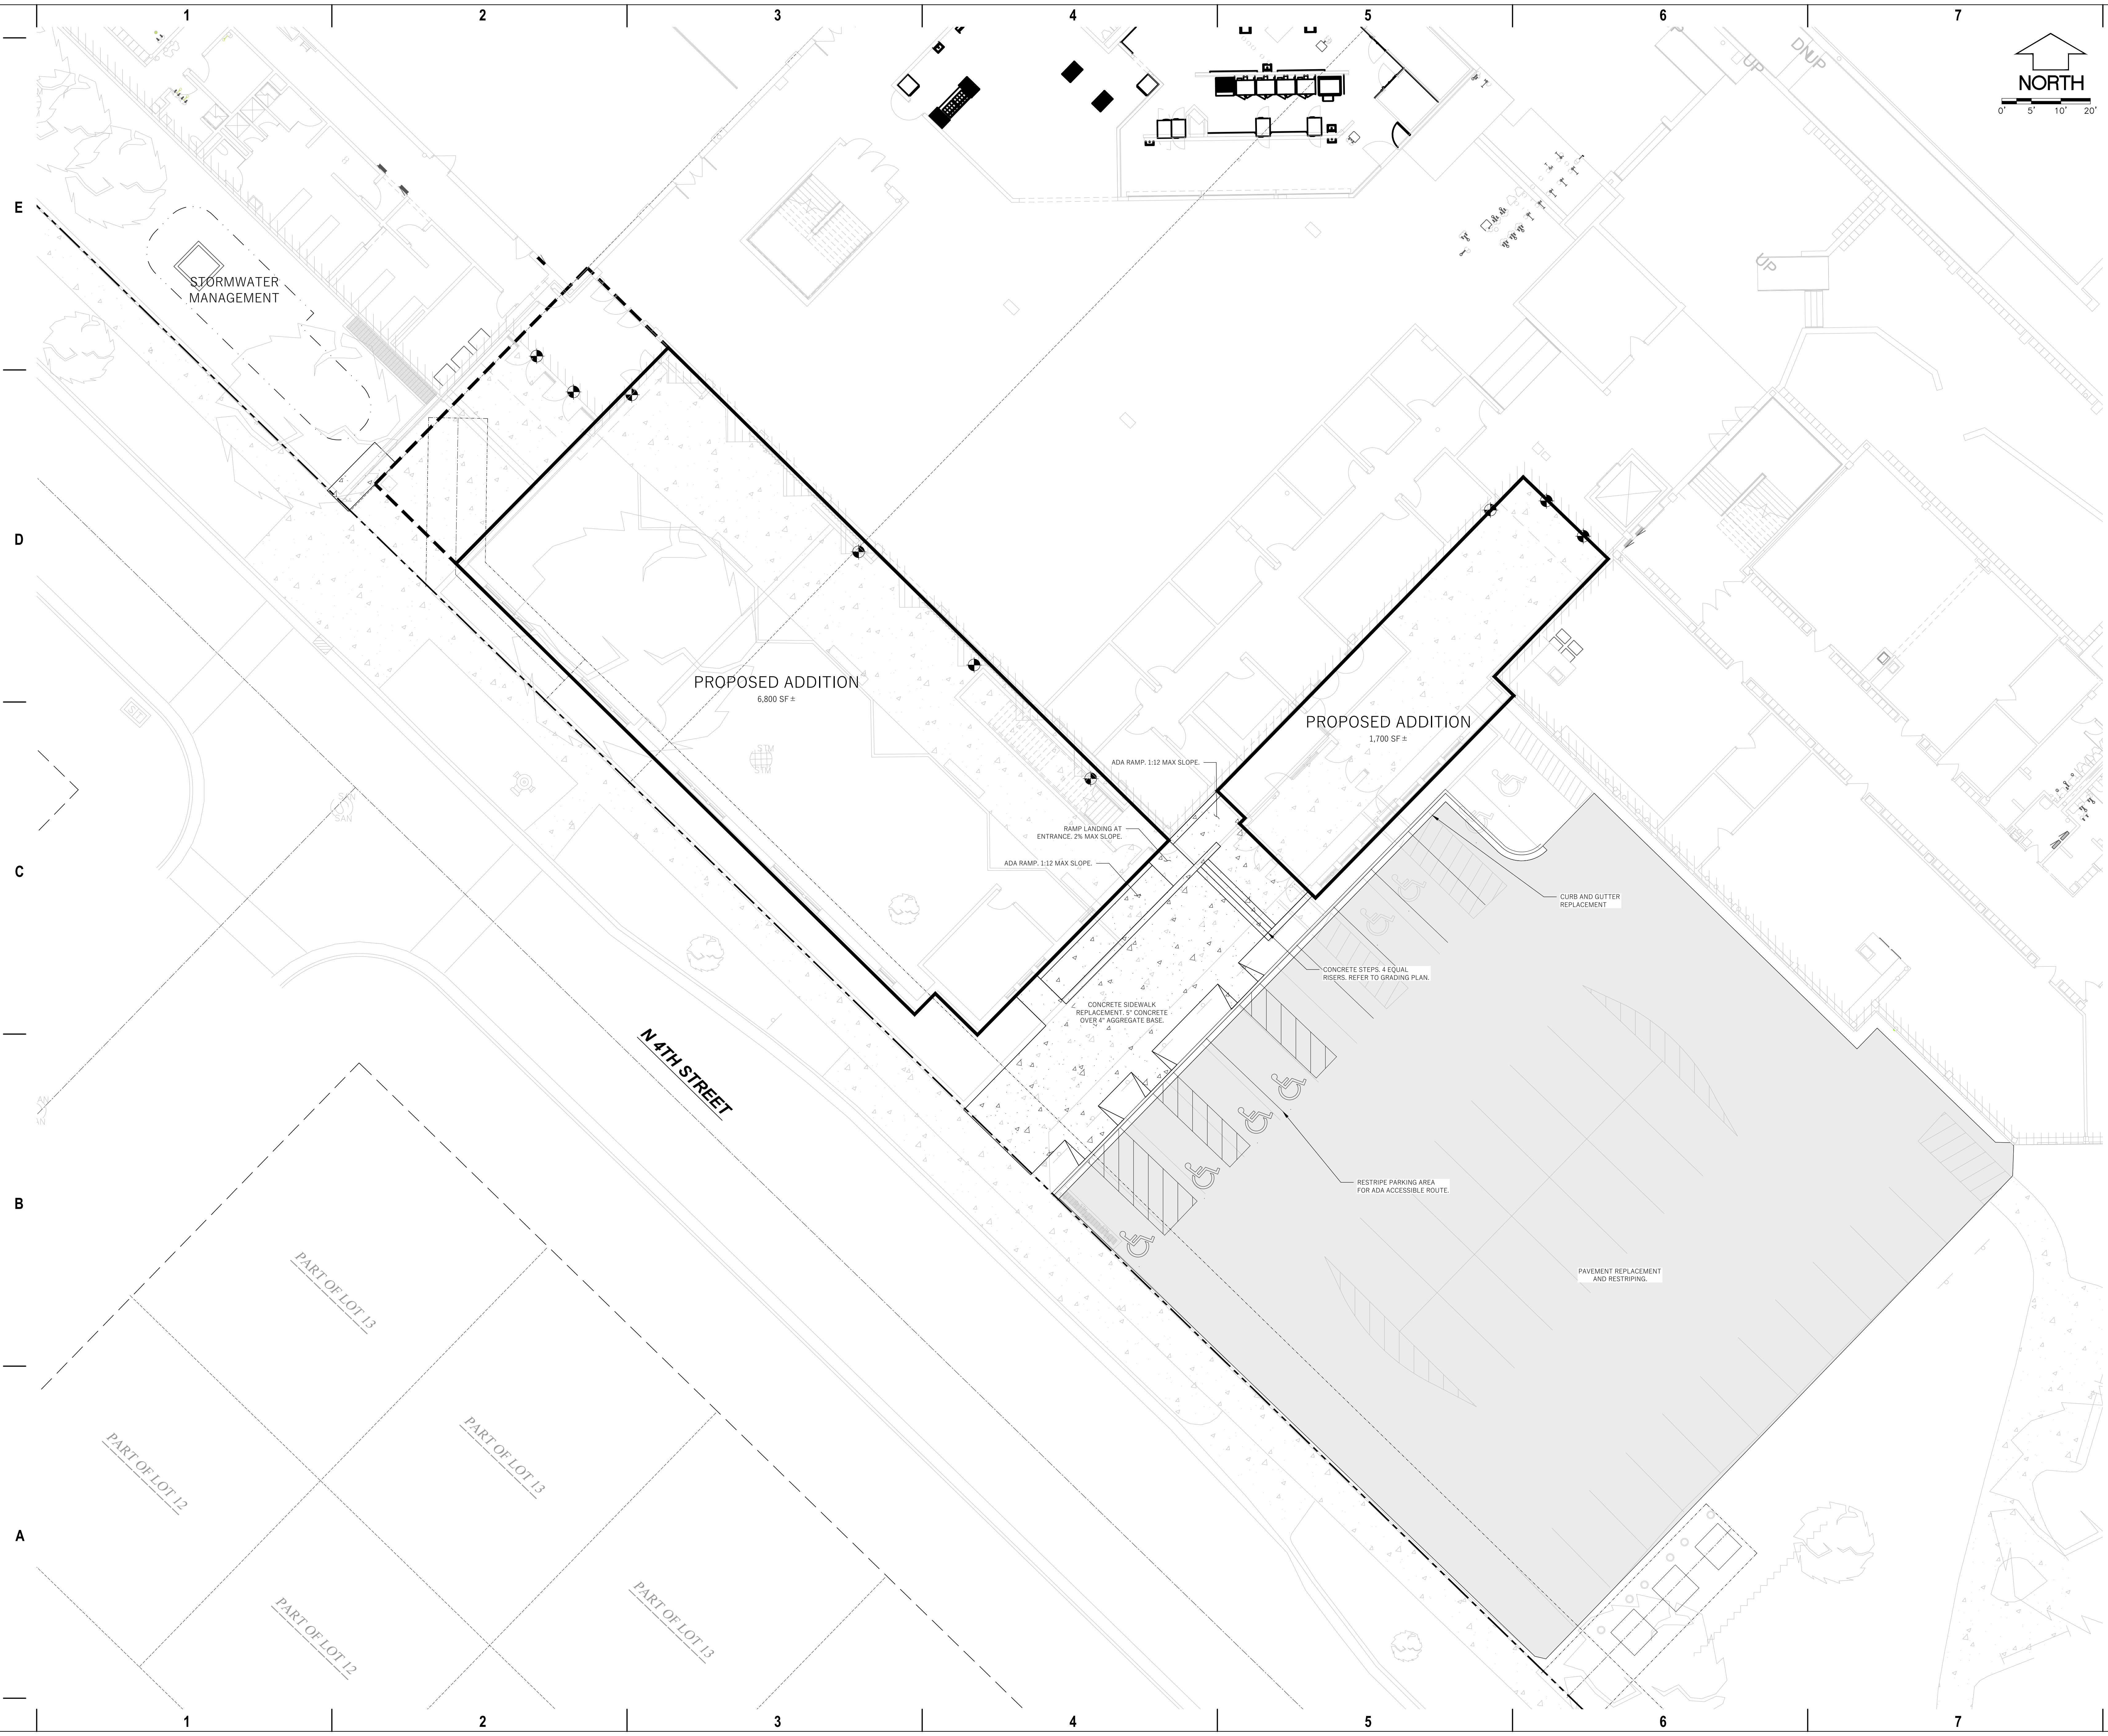 1 2 3 4 5 6 7
NORTH
0' 5' 10' 20'
DN UP
UP
UP
E
STORMWATER
MANAGEMENT
D
PROPOSED ADDITION
6,800 SF ±
PROPOSED ADDITION
1,700 SF ±
STM
STM
ADA RAMP. 1:12 MAX SLOPE.
SAN
SAN
RAMP LANDING AT
ENTRANCE. 2% MAX SLOPE.
ADA RAMP. 1:12 MAX SLOPE.
C
CURB AND GUTTER
REPLACEMENT
CONCRETE STEPS. 4 EQUAL
RISERS. REFER TO GRADING PLAN.
CONCRETE SIDEWALK
REPLACEMENT. 5" CONCRETE
OVER 4" AGGREGATE BASE.
N 4TH STREET
B
RESTRIPE PARKING AREA
FOR ADA ACCESSIBLE ROUTE.
PAVEMENT REPLACEMENT
AND RESTRIPING.
PART OF LOT 13
PART OF LOT 12
PART OF LOT 13
A
PART OF LOT 12
PART OF LOT 13
1 2 3 4 5 6 7